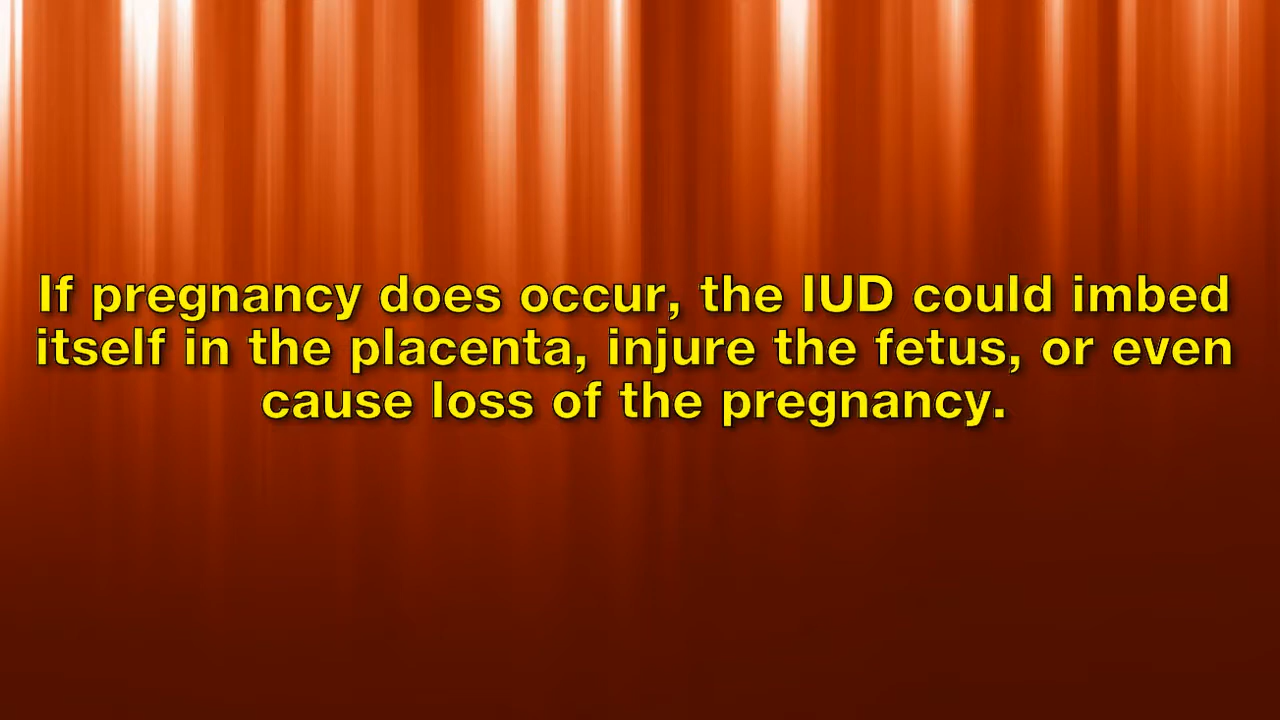 If pregnancy does occur, the IUD could imbed
itself in the placenta, injure the fetus, or even
cause loss of the pregnancy.